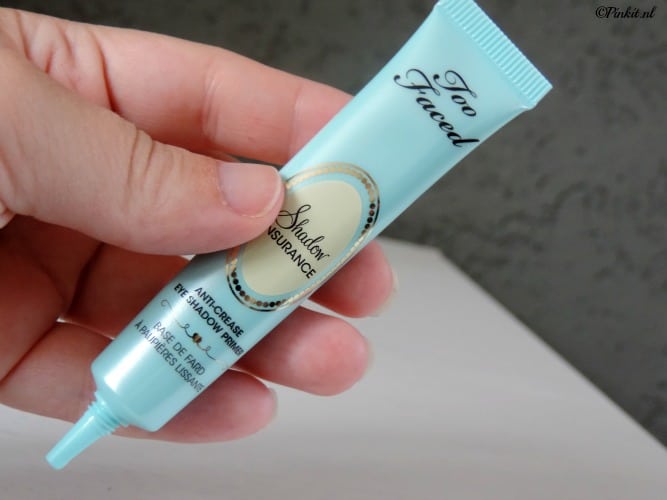 ©Pinkit.nl
Too
Faced
Shadow
INSURANCE
ANTI-CREASE
EYE SHADOW PRIMER
BASE DE FARD
À PAUPIÈRES LISSANTE